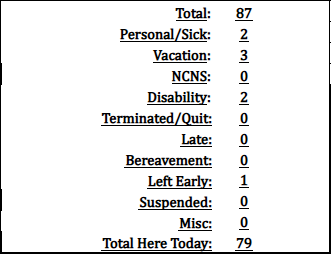 Total: 87
Personal/Sick: 2
Vacation: 3
NCNS: 0
Disability: 2
Terminated/Quit: 0
Late: 0
Bereavement: 0
Left Early: 1
Suspended: 0
Misc: 0
Total Here Today: 79